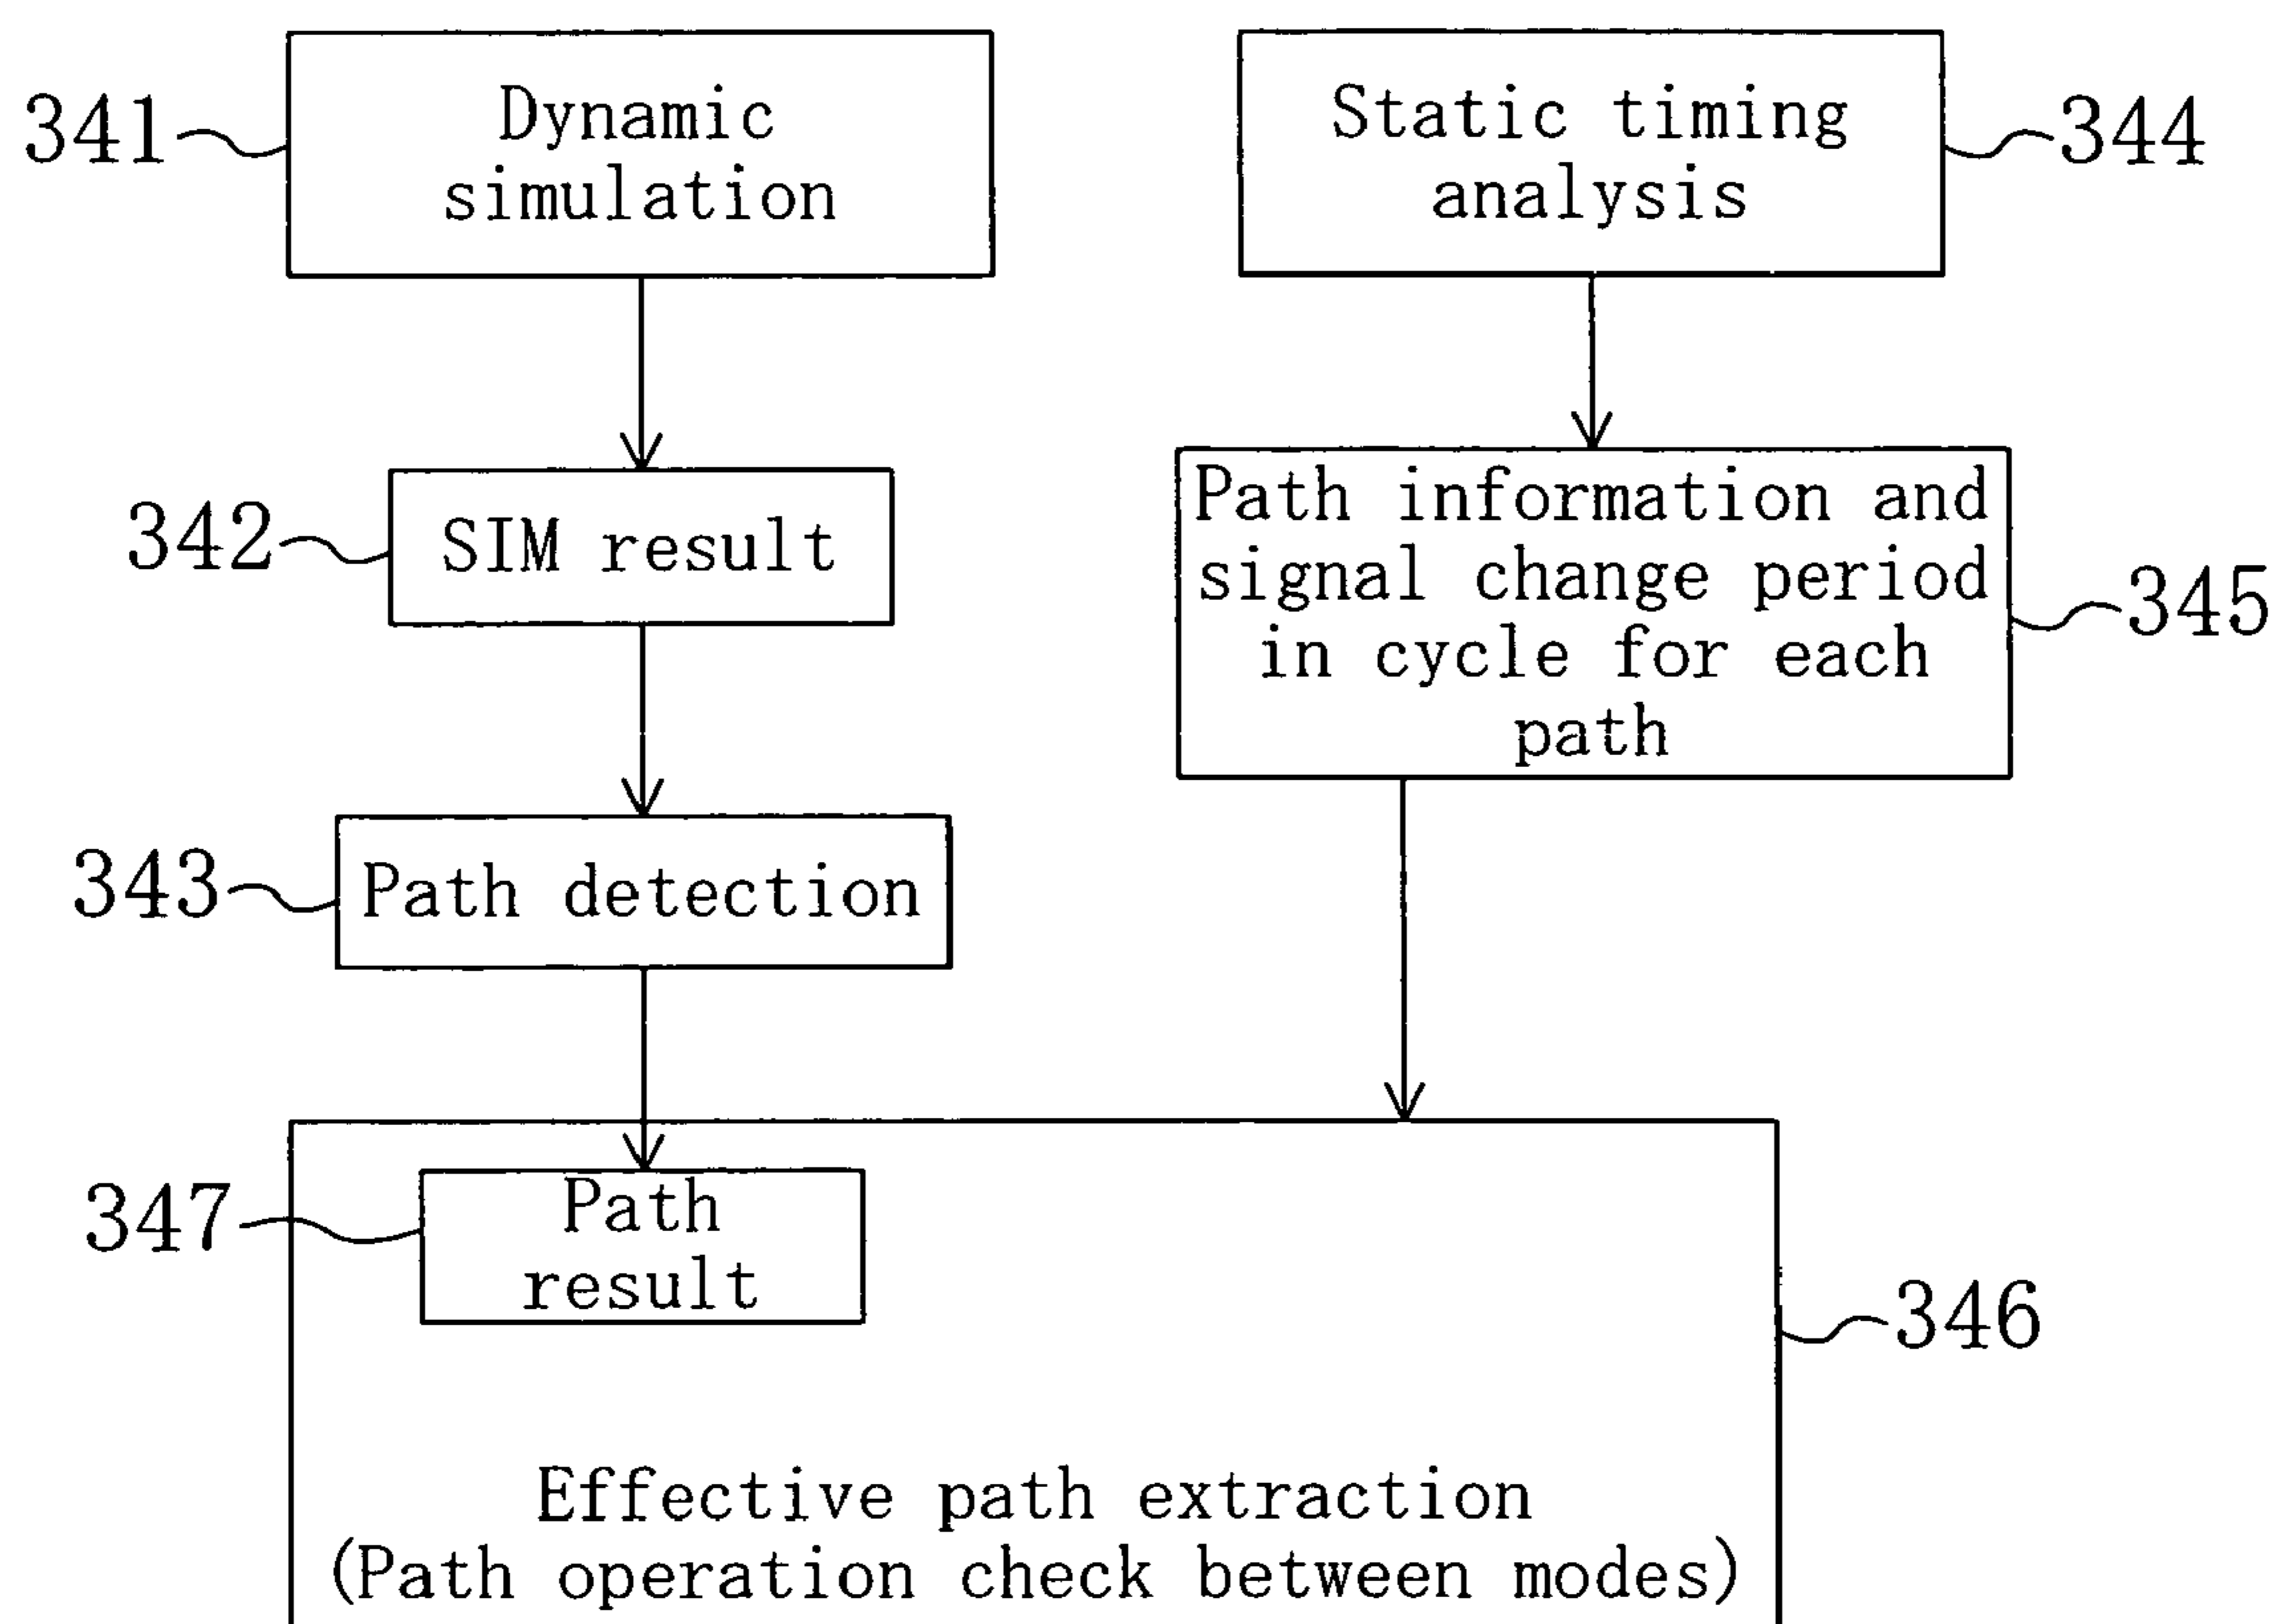 341
Dynamic
simulation
Static timing
analysis
344
342
SIM result
Path information and
signal change period
in cycle for each
path
345
343
Path detection
347
Path
result
346
Effective path extraction
(Path operation check between modes)